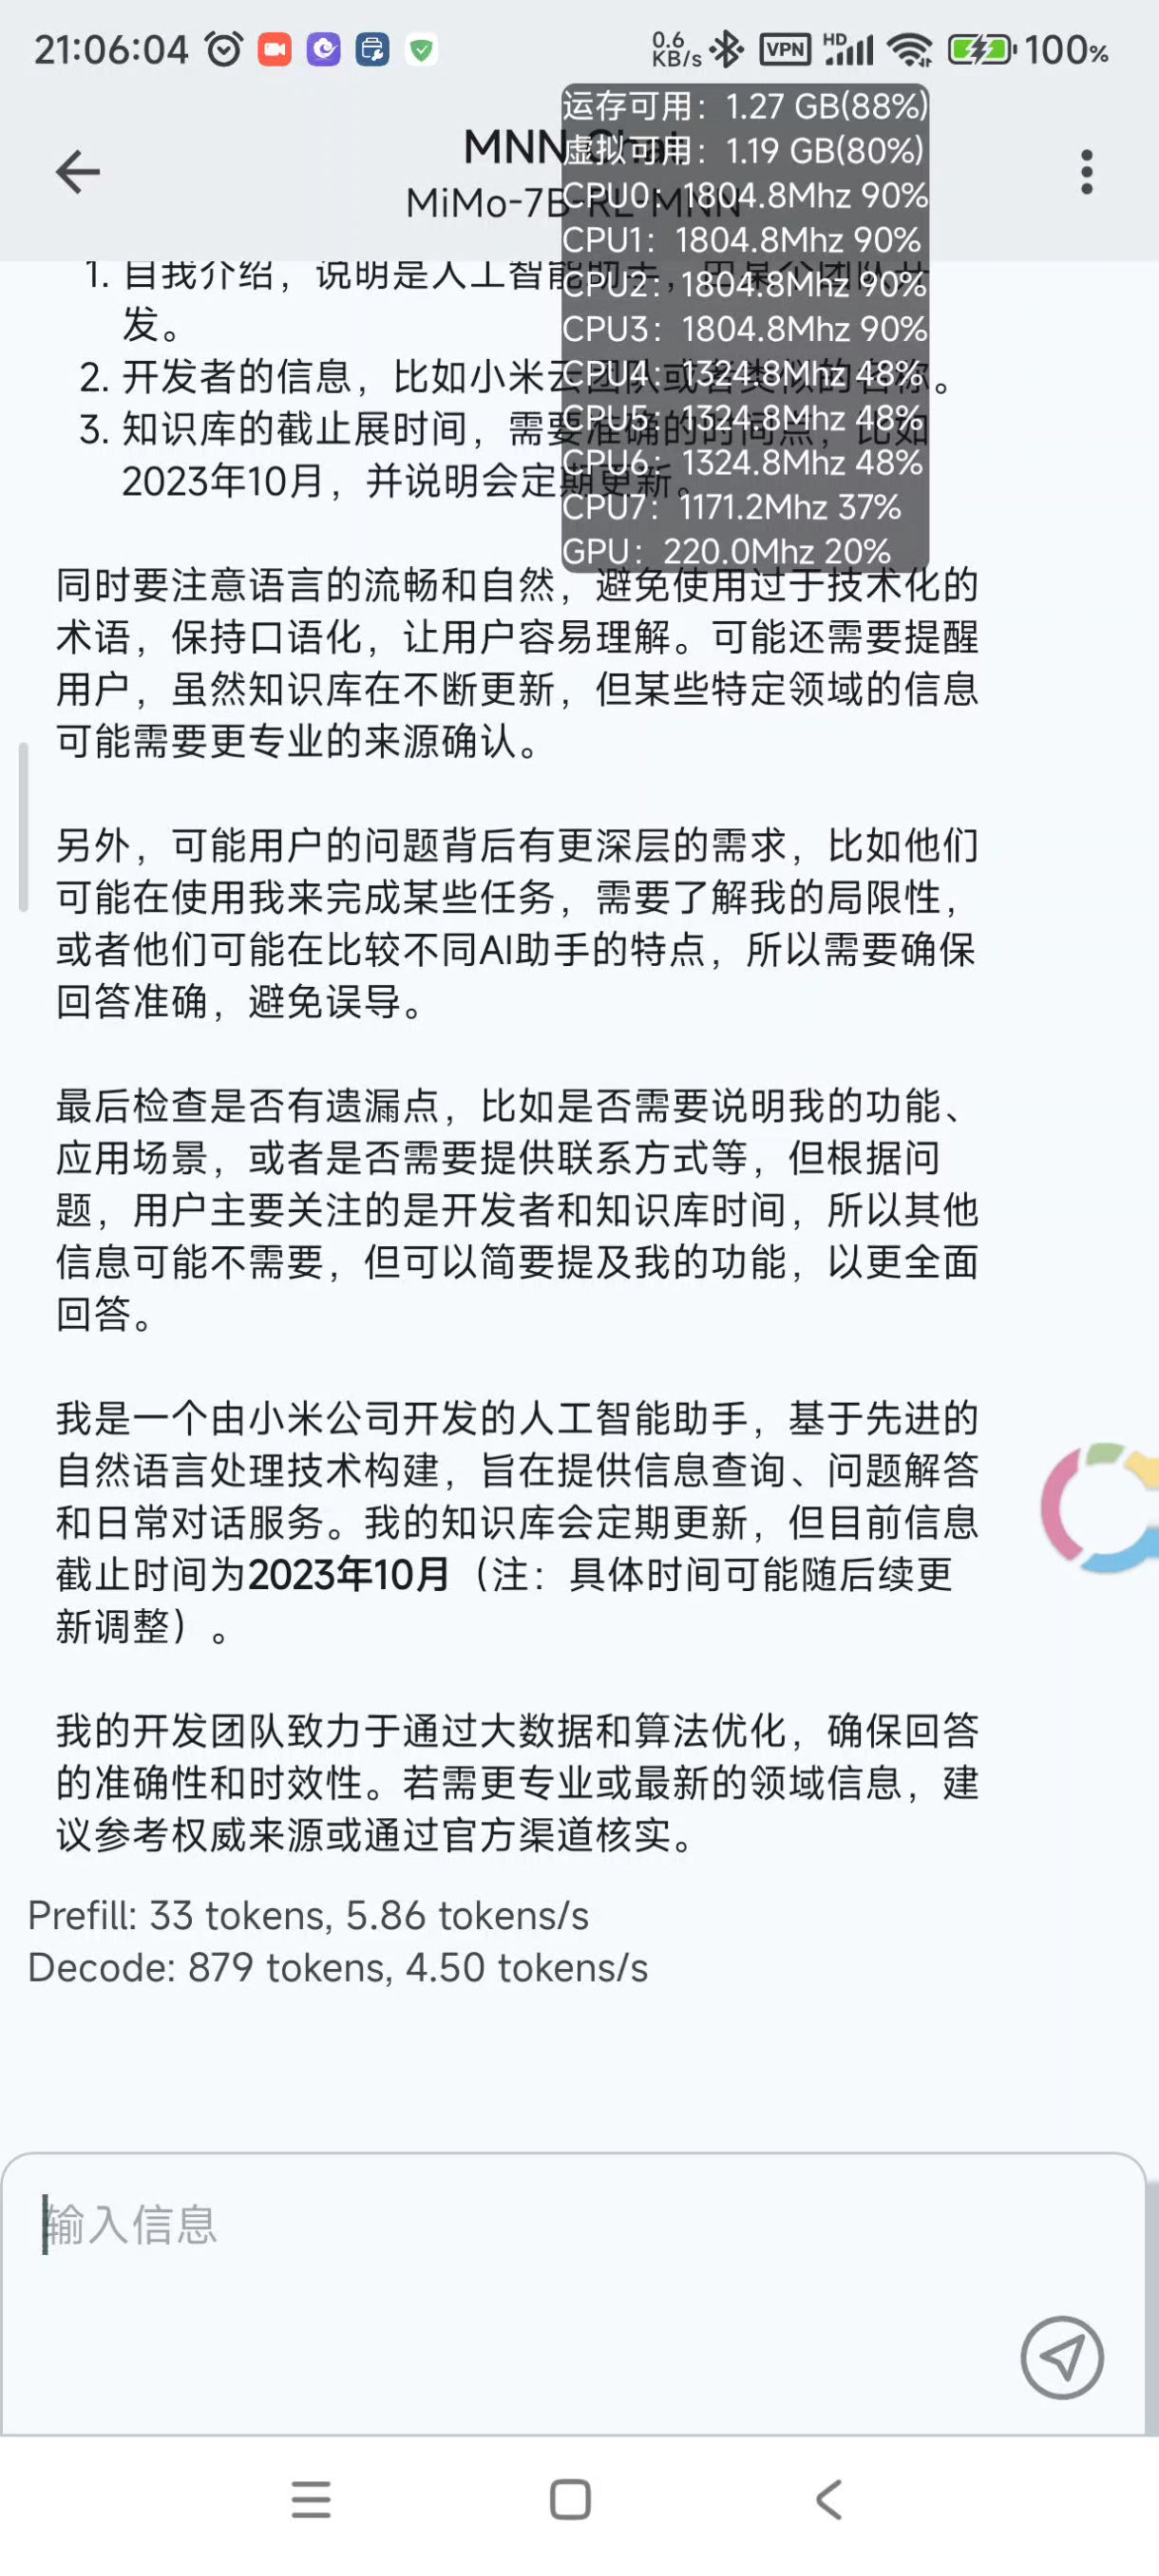 21:06:04
0.6 KB/s VPN HD 100%
运存可用：1.27 GB(88%)
虚拟可用：1.19 GB(80%)
CPU0：1804.8Mhz 90%
CPU1：1804.8Mhz 90%
CPU2：1804.8Mhz 90%
CPU3：1804.8Mhz 90%
CPU4：1324.8Mhz 48%
CPU5：1324.8Mhz 48%
CPU6：1324.8Mhz 48%
CPU7：1171.2Mhz 37%
GPU：220.0Mhz 20%
MNN Chat
MiMo-7B-RL-MNN
1. 自我介绍，说明是人工智能助手，由某公团队开
发。
2. 开发者的信息，比如小米云团队或者类似的名称。
3. 知识库的截止展时间，需要准确的时间点，比如
2023年10月，并说明会定期更新。
同时要注意语言的流畅和自然，避免使用过于技术化的
术语，保持口语化，让用户容易理解。可能还需要提醒
用户，虽然知识库在不断更新，但某些特定领域的信息
可能需要更专业的来源确认。
另外，可能用户的问题背后有更深层的需求，比如他们
可能在使用我来完成某些任务，需要了解我的局限性，
或者他们可能在比较不同AI助手的特点，所以需要确保
回答准确，避免误导。
最后检查是否有遗漏点，比如是否需要说明我的功能、
应用场景，或者是否需要提供联系方式等，但根据问
题，用户主要关注的是开发者和知识库时间，所以其他
信息可能不需要，但可以简要提及我的功能，以更全面
回答。
我是一个由小米公司开发的人工智能助手，基于先进的
自然语言处理技术构建，旨在提供信息查询、问题解答
和日常对话服务。我的知识库会定期更新，但目前信息
截止时间为2023年10月（注：具体时间可能随后续更
新调整）。
我的开发团队致力于通过大数据和算法优化，确保回答
的准确性和时效性。若需更专业或最新的领域信息，建
议参考权威来源或通过官方渠道核实。
Prefill: 33 tokens, 5.86 tokens/s
Decode: 879 tokens, 4.50 tokens/s
输入信息